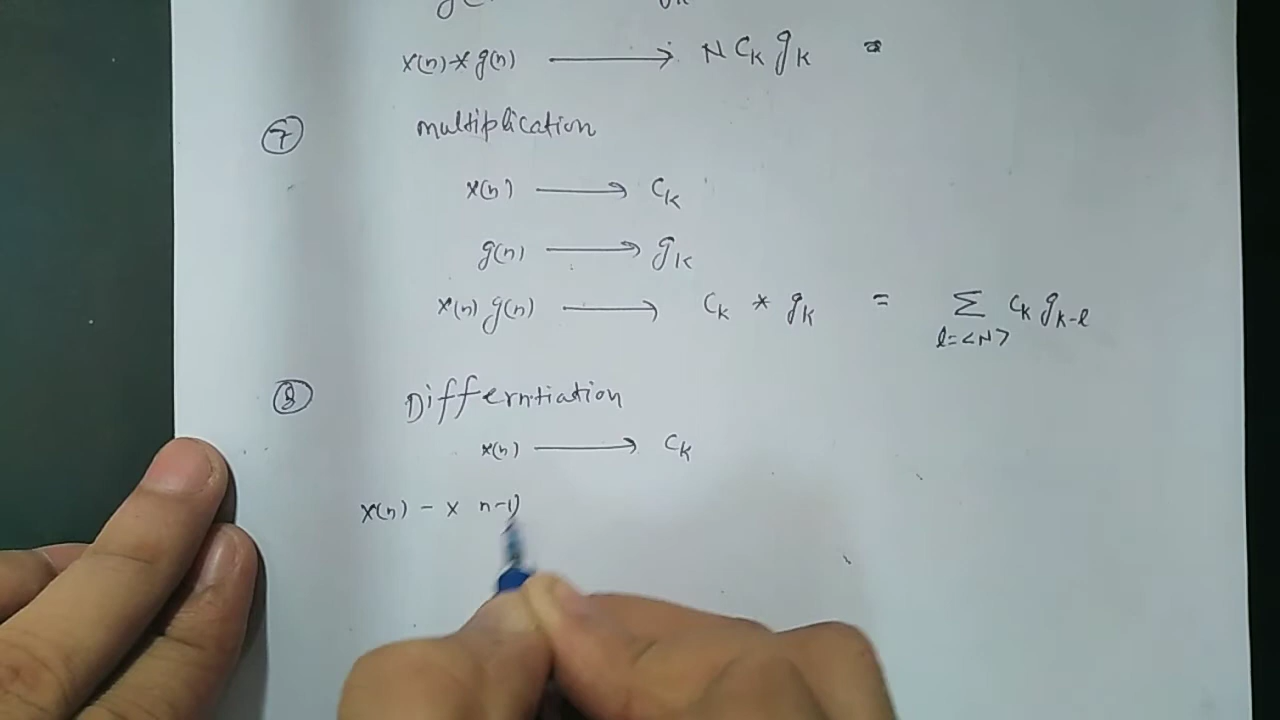 x(n) * g(n) ⟶ N Ck gk =
⑦ multiplication
x(n) ⟶ Ck
g(n) ⟶ gk
x(n) g(n) ⟶ Ck * gk = Σ Ck gk-l
l=<N>
⑧ Differntiation
x(n) ⟶ Ck
x(n) - x n-1)